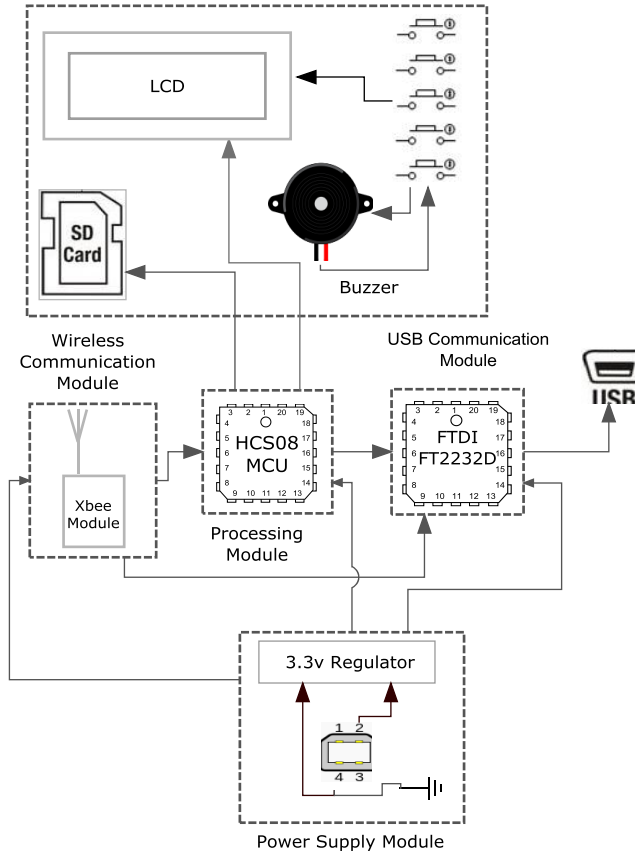 LCD
SD
Card
Buzzer
Wireless
Communication
Module
USB Communication
Module
USB
3 2 1 20 19
4 18
5 17
6 16
7 15
8 14
9 10 11 12 13
HCS08
MCU
3 2 1 20 19
4 18
5 17
6 16
7 15
8 14
9 10 11 12 13
FTDI
FT2232D
Xbee
Module
Processing
Module
3.3v Regulator
1 2
4 3
Power Supply Module